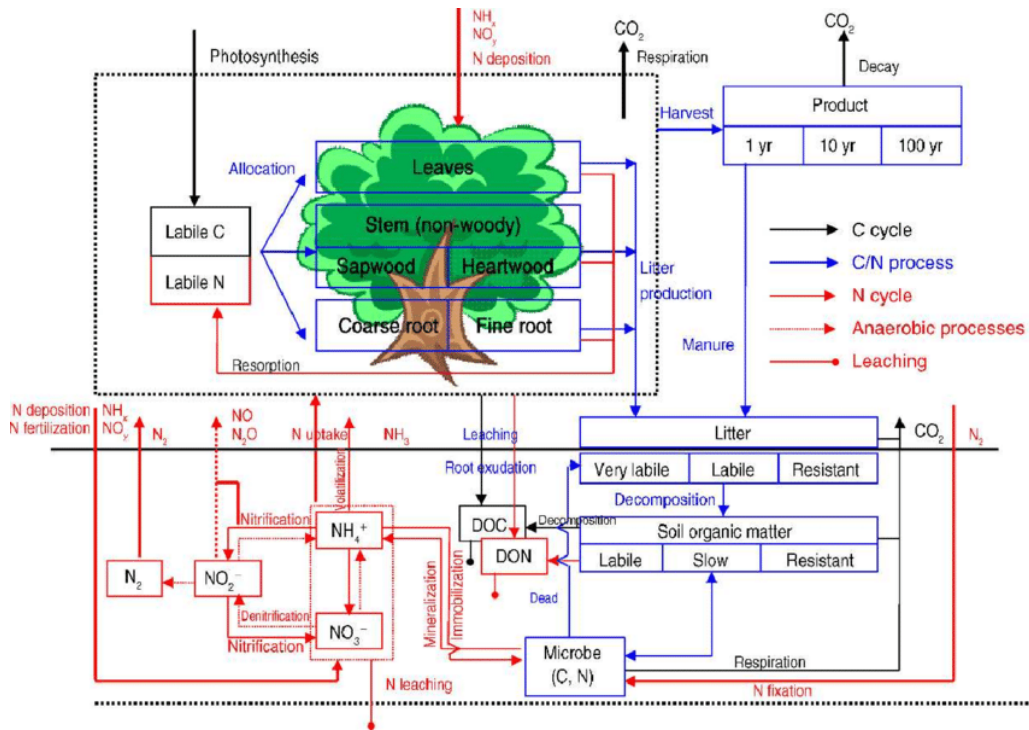 NHₓ
NOᵧ
N deposition
CO₂
CO₂
Photosynthesis
Respiration
Decay
Harvest
Product
1 yr
10 yr
100 yr
Allocation
Leaves
Stem (non-woody)
Sapwood
Heartwood
Coarse root
Fine root
Labile C
Labile N
Resorption
Litter
production
Manure
C cycle
C/N process
N cycle
Anaerobic processes
Leaching
N deposition
N fertilization
NHₓ
NOᵧ
N₂
NO
N₂O
N uptake
NH₃
Leaching
Root exudation
Litter
CO₂
N₂
Very labile
Labile
Resistant
Decomposition
Volatilization
Nitrification
NH₄⁺
DOC
Decomposition
DON
Soil organic matter
Labile
Slow
Resistant
N₂
NO₂⁻
Denitrification
NO₃⁻
Nitrification
Mineralization
Immobilization
Dead
Microbe
(C, N)
Respiration
N leaching
N fixation